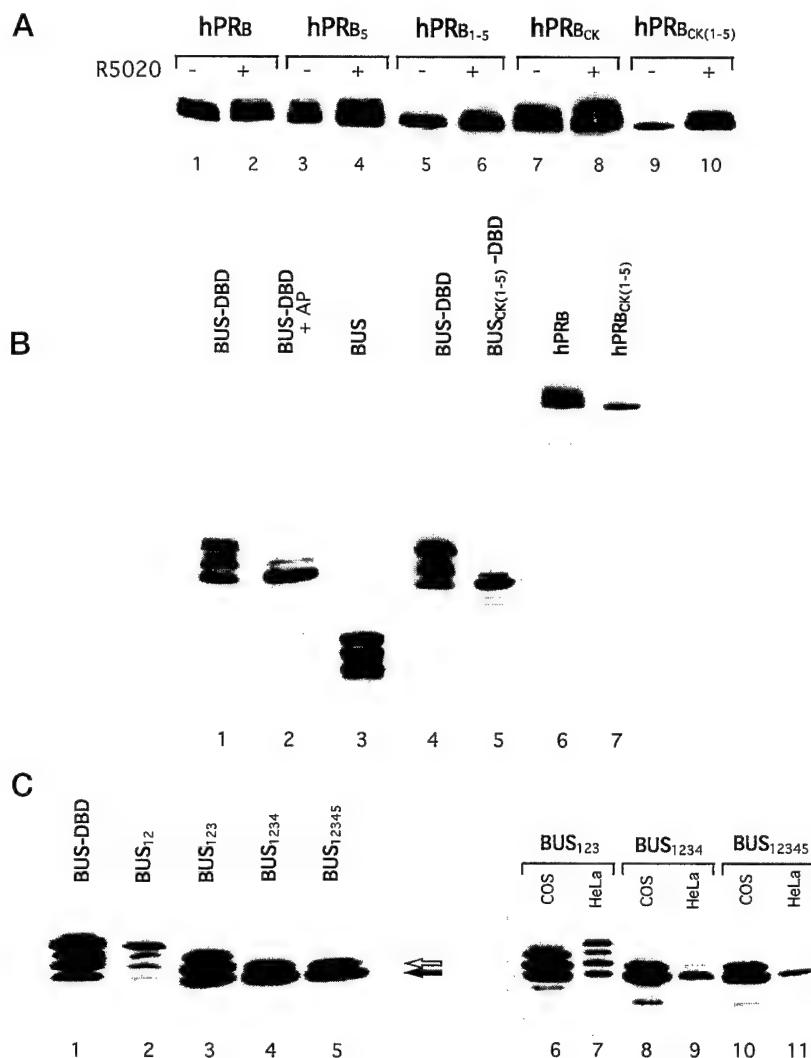 A
hPRB hPRB5 hPRB1-5 hPRBCK hPRBCK(1-5)
R5020 - + - + - + - + - +
1 2 3 4 5 6 7 8 9 10
B
BUS-DBD
BUS-DBD + AP
BUS
BUS-DBD
BUSCK(1-5)-DBD
hPRB
hPRBCK(1-5)
1 2 3 4 5 6 7
C
BUS-DBD
BUS12
BUS123
BUS1234
BUS12345
BUS123 BUS1234 BUS12345
COS HeLa COS HeLa COS HeLa
1 2 3 4 5 6 7 8 9 10 11